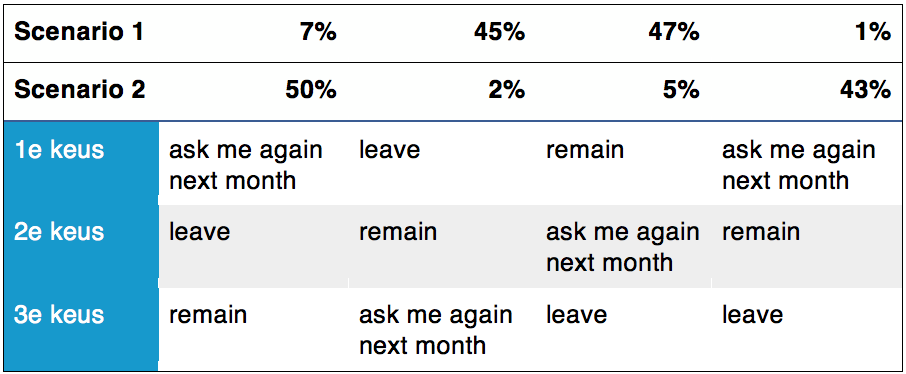 Scenario 1 7% 45% 47% 1%
Scenario 2 50% 2% 5% 43%
1e keus ask me again leave remain ask me again
next month next month
2e keus leave remain ask me again remain
next month
3e keus remain ask me again leave leave
next month